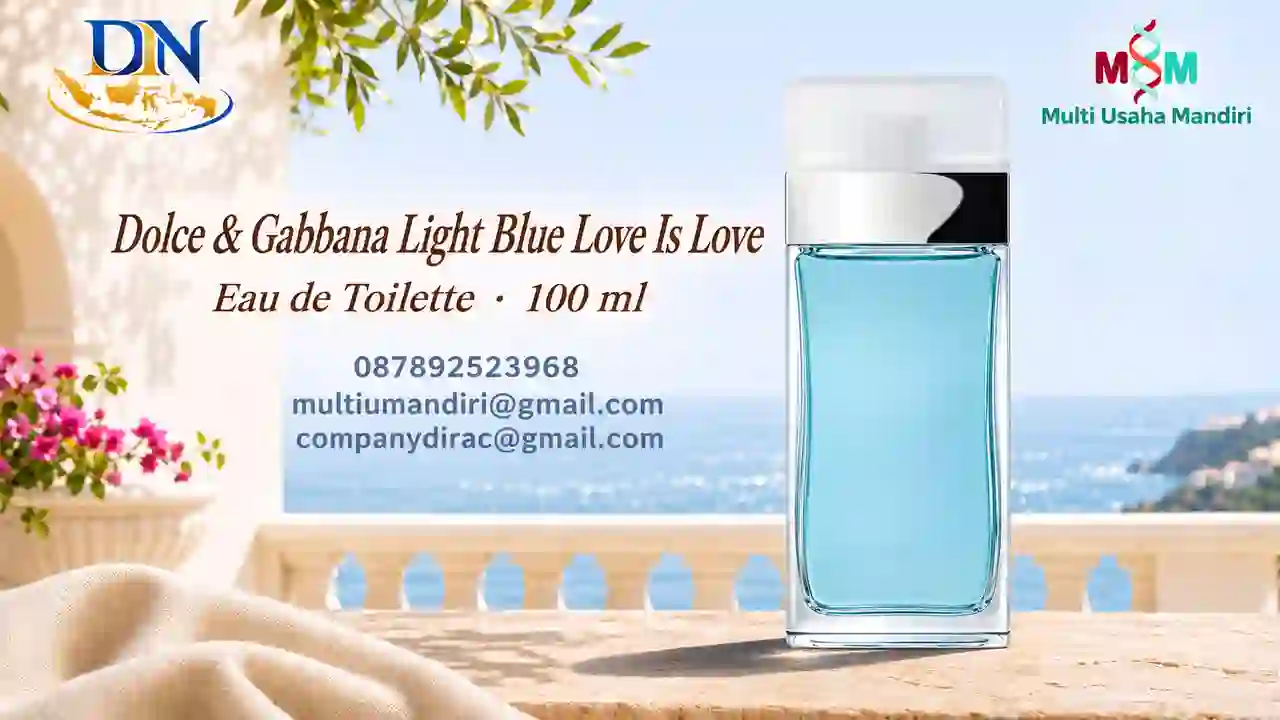 DN
MSM
Multi Usaha Mandiri
Dolce & Gabbana Light Blue Love Is Love
Eau de Toilette · 100 ml
087892523968
multiumandiri@gmail.com
companydirac@gmail.com